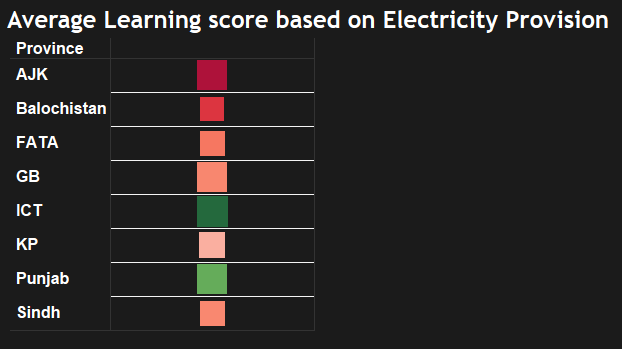 Average Learning score based on Electricity Provision
Province
AJK
Balochistan
FATA
GB
ICT
KP
Punjab
Sindh